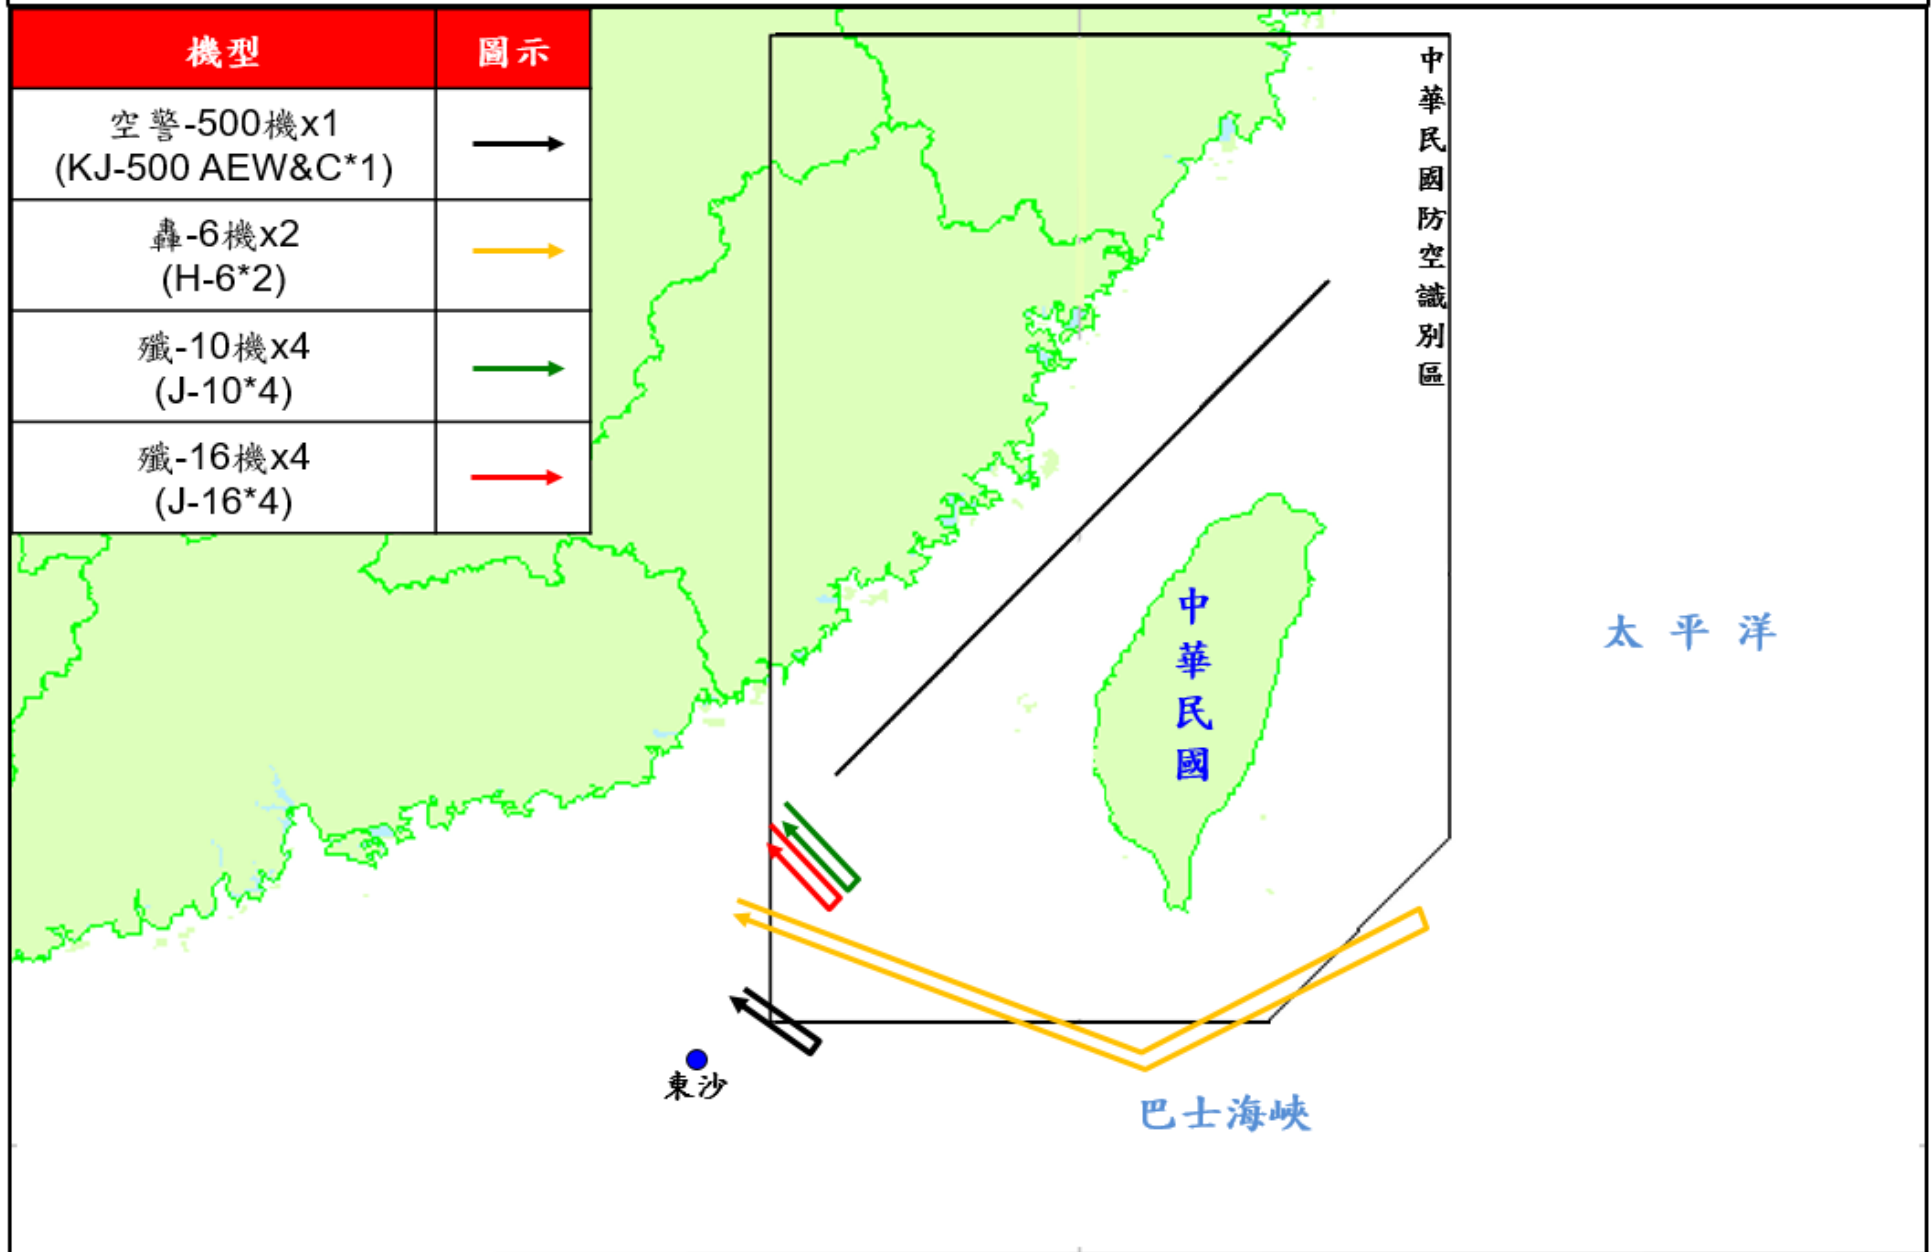 機型
圖示
空警-500機x1
(KJ-500 AEW&C*1)
轟-6機x2
(H-6*2)
殲-10機x4
(J-10*4)
殲-16機x4
(J-16*4)
中華民國防空識別區
中華民國
太平洋
東沙
巴士海峽